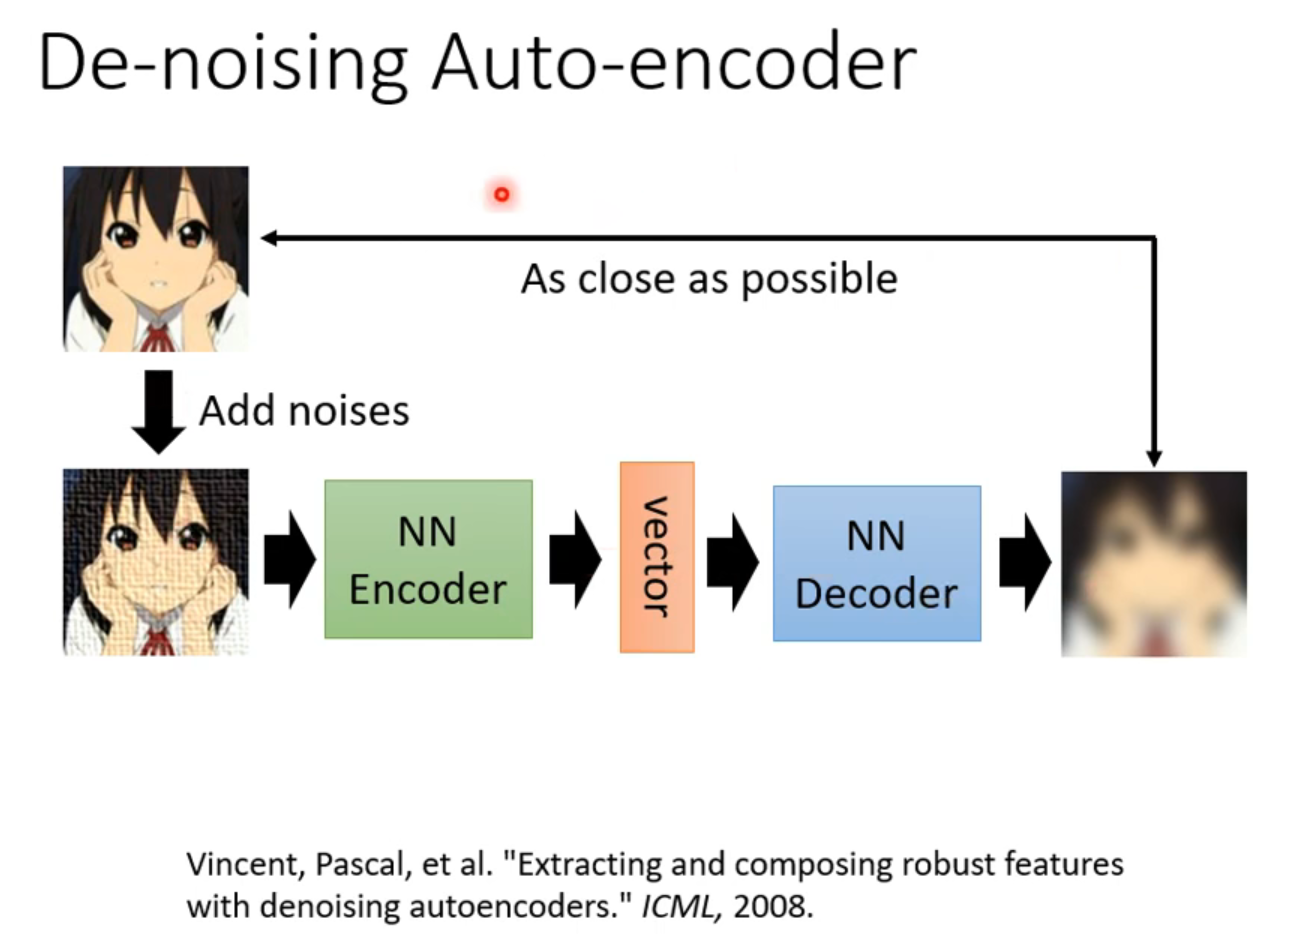 De-noising Auto-encoder
As close as possible
Add noises
NN
Encoder
vector
NN
Decoder
Vincent, Pascal, et al. "Extracting and composing robust features
with denoising autoencoders." ICML, 2008.